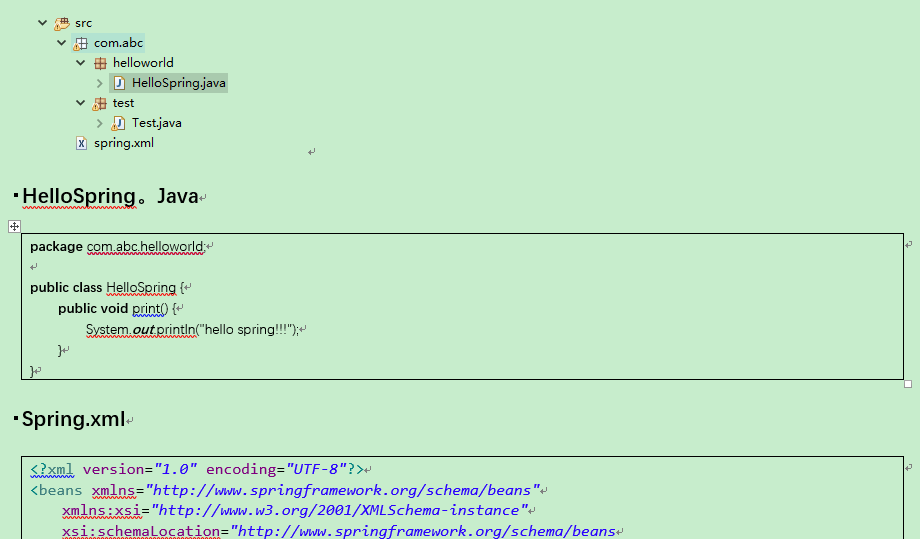 src
com.abc
helloworld
HelloSpring.java
test
Test.java
spring.xml
HelloSpring。Java
package com.abc.helloworld;
public class HelloSpring {
public void print() {
System.out.println("hello spring!!!");
}
}
Spring.xml
<?xml version="1.0" encoding="UTF-8"?>
<beans xmlns="http://www.springframework.org/schema/beans"
xmlns:xsi="http://www.w3.org/2001/XMLSchema-instance"
xsi:schemaLocation="http://www.springframework.org/schema/beans